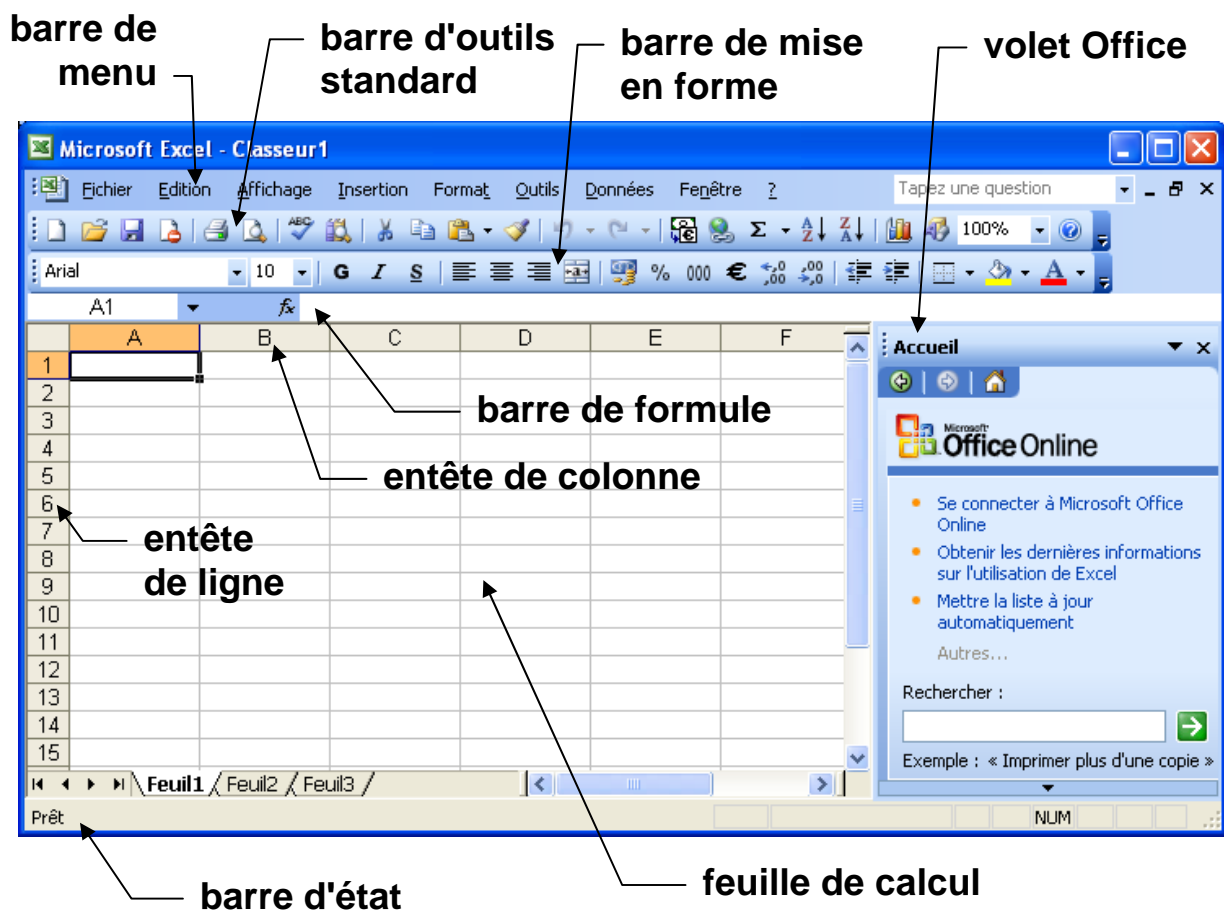 barre de
menu
barre d'outils
standard
barre de mise
en forme
volet Office
Microsoft Excel - Classeur1
Fichier Edition Affichage Insertion Format Outils Données Fenêtre ? Tapez une question
ABC Σ A Z Z A 100%
Arial 10 G I S a % 000 € ,0 ,00 ,00 ,0 A
A1 fx
A B C D E F
1
2
3
4
5
6
7
8
9
10
11
12
13
14
15
barre de formule
entête de colonne
entête
de ligne
Accueil
Microsoft
Office Online
Se connecter à Microsoft Office
Online
Obtenir les dernières informations
sur l'utilisation de Excel
Mettre la liste à jour
automatiquement
Autres...
Rechercher :
Exemple : « Imprimer plus d'une copie »
Feuil1 Feuil2 Feuil3
Prêt NUM
barre d'état
feuille de calcul